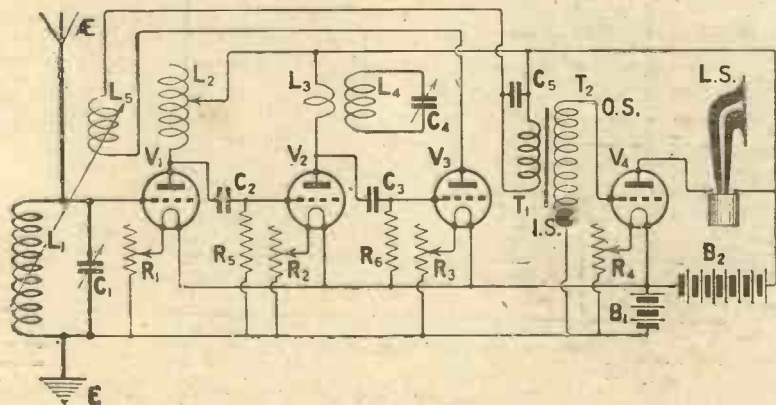 Æ
L₂
L₅
L₃
L₄
C₄
C₅
T₂
O.S.
L.S.
V₁
V₂
V₃
V₄
C₂
C₃
T₁
I.S.
L₁
C₁
R₁
R₅
R₂
R₆
R₃
R₄
B₂
B₁
E